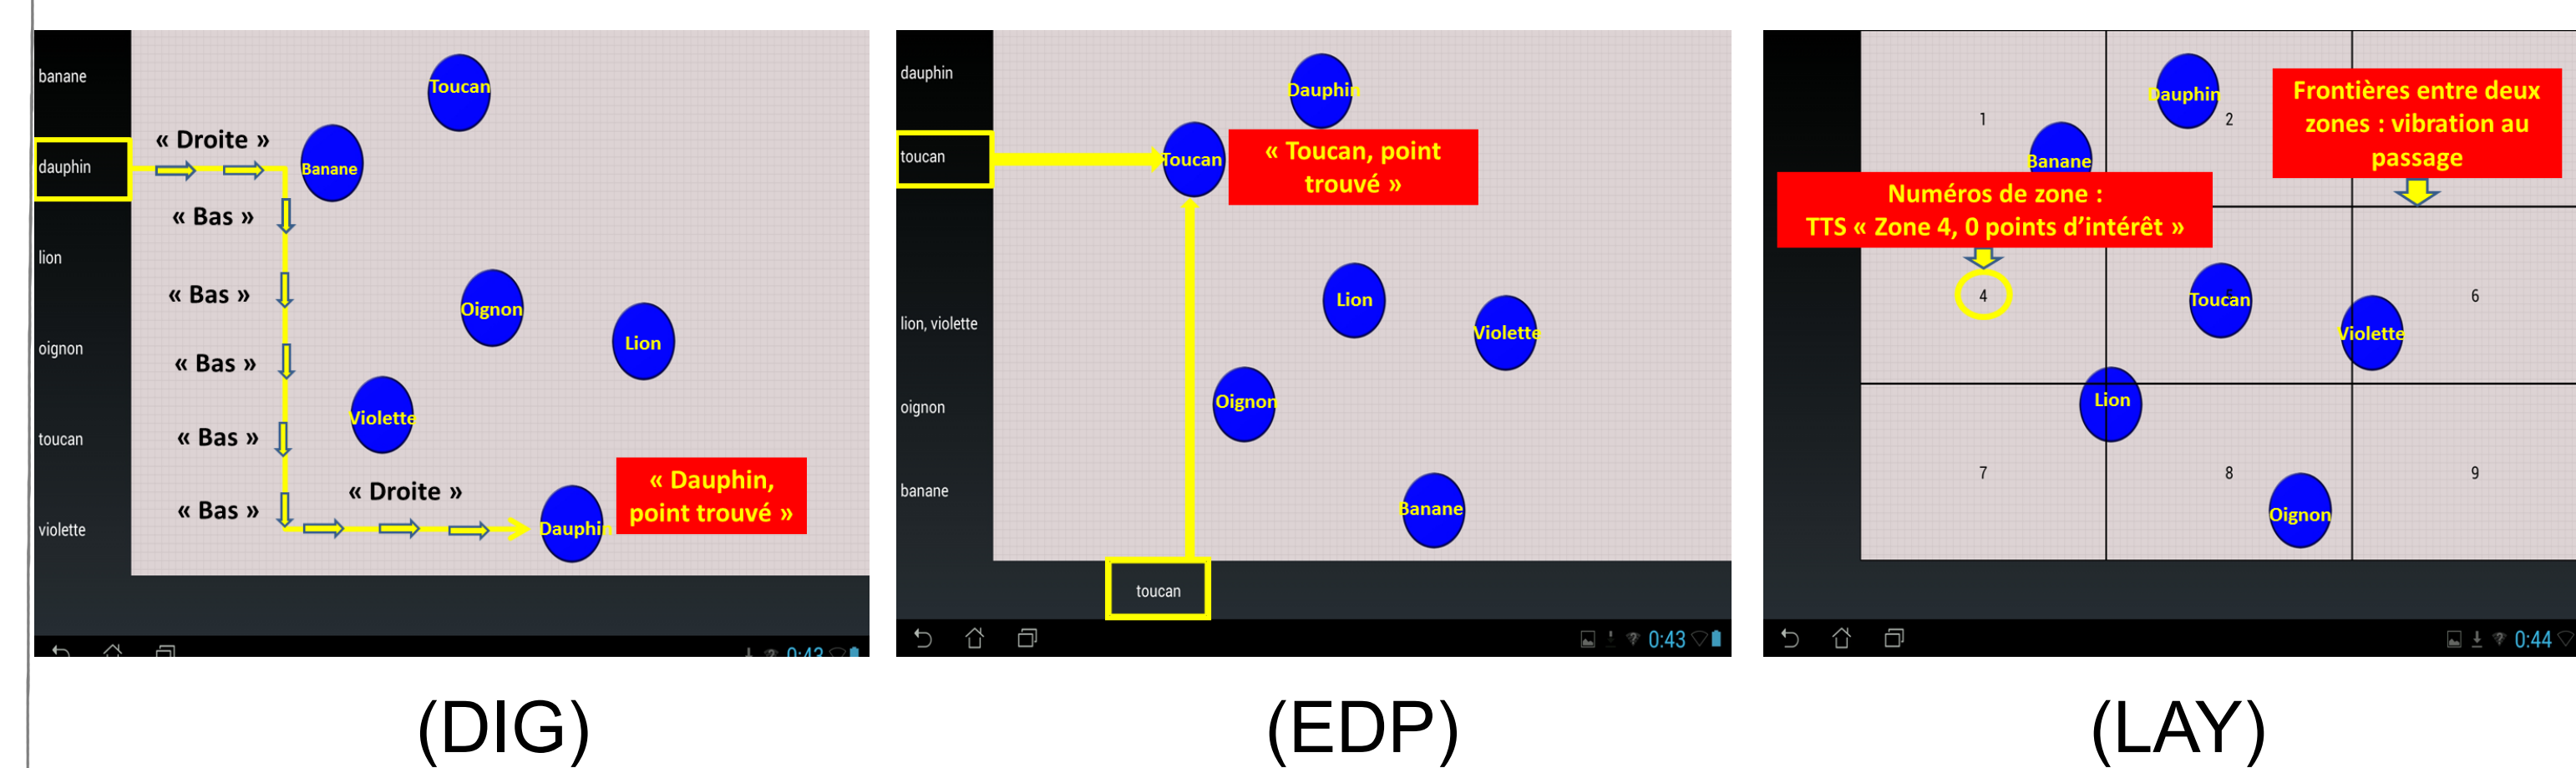 banane
Toucan
« Droite »
Banane
dauphin
« Bas »
lion
« Bas »
Oignon
Lion
oignon
« Bas »
Violette
toucan
« Bas »
« Droite »
« Dauphin,
point trouvé »
« Bas »
violette
Dauphin
0:43
(DIG)
dauphin
Dauphin
toucan
Toucan
« Toucan, point
trouvé »
Lion
lion, violette
Violette
oignon
Oignon
banane
Banane
toucan
0:43
(EDP)
1
Dauphin
2
Frontières entre deux
zones : vibration au
passage
Banane
Numéros de zone :
TTS « Zone 4, 0 points d’intérêt »
4
Toucan
6
Violette
Lion
7
8
9
Oignon
0:44
(LAY)